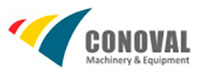 CONOVAL
Machinery & Equipment